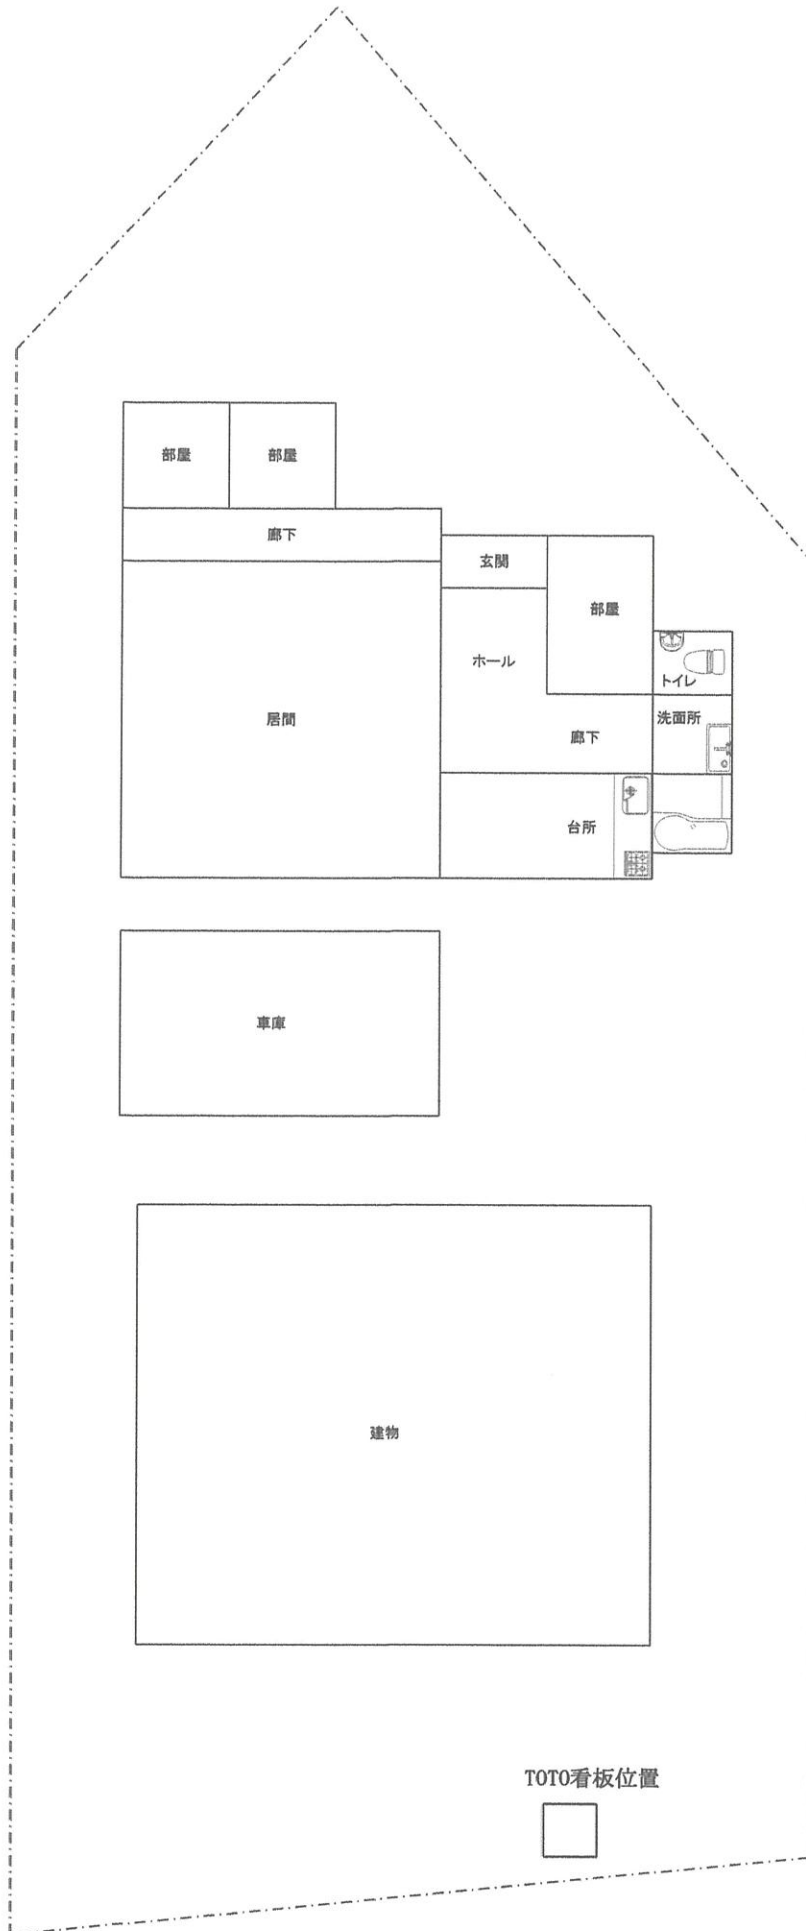 部屋
部屋
廊下
玄関
部屋
ホール
トイレ
居間
洗面所
廊下
台所
車庫
建物
TOTO看板位置